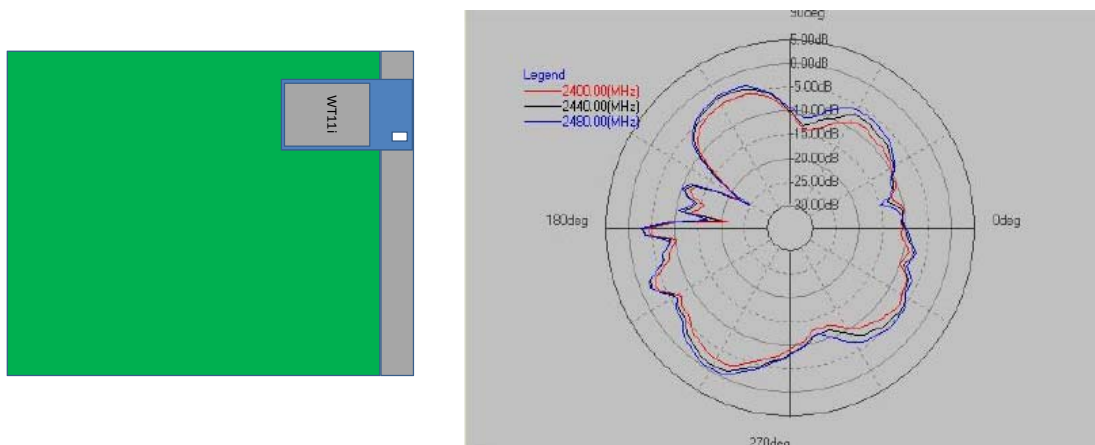 WT11i
90deg
5.00dB
0.00dB
-5.00dB
-10.00dB
-15.00dB
-20.00dB
-25.00dB
-30.00dB
Legend
2400.00(MHz)
2440.00(MHz)
2480.00(MHz)
180deg
0deg
270deg